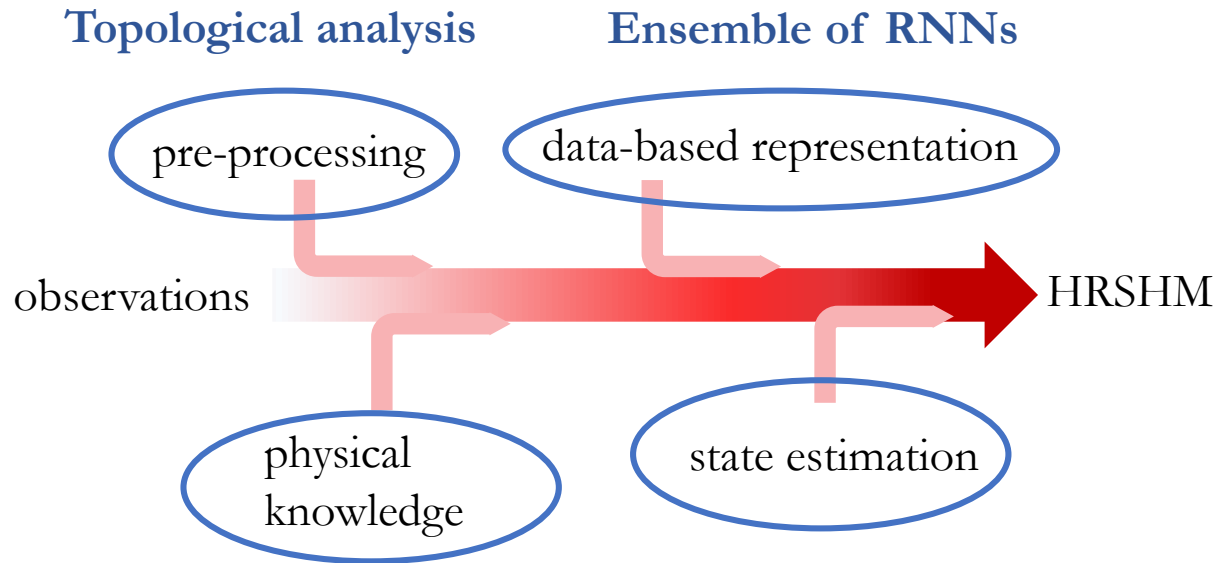 Topological analysis
Ensemble of RNNs
pre-processing
data-based representation
observations
HRSHM
physical
knowledge
state estimation